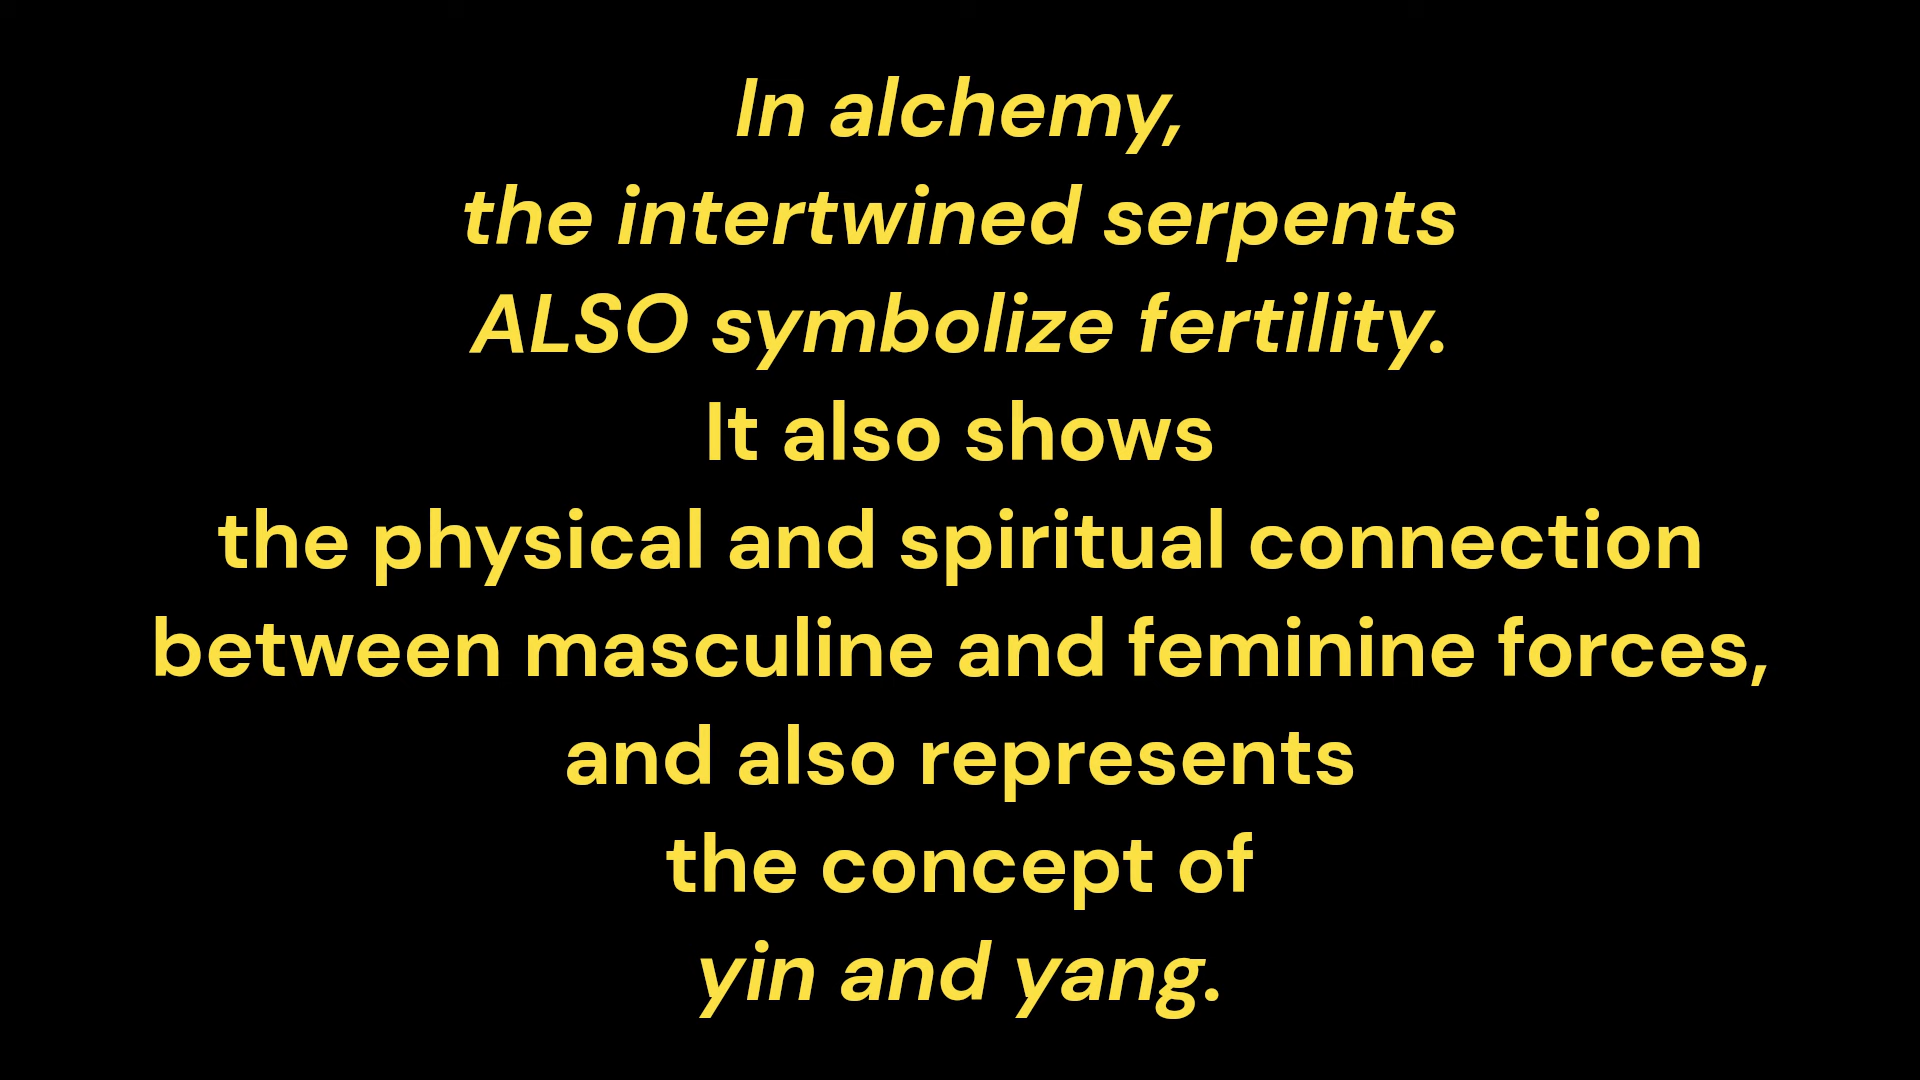 In alchemy,
the intertwined serpents
ALSO symbolize fertility.
It also shows
the physical and spiritual connection
between masculine and feminine forces,
and also represents
the concept of
yin and yang.